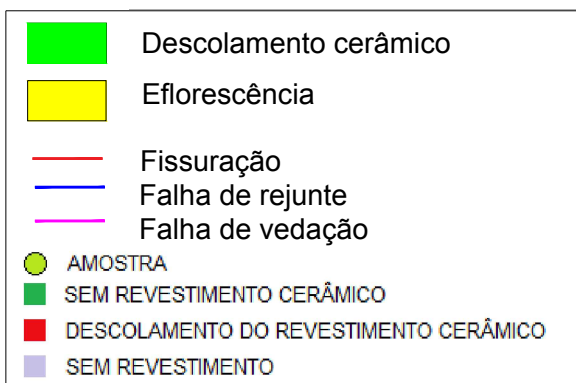 Descolamento cerâmico
Eflorescência
Fissuração
Falha de rejunte
Falha de vedação
AMOSTRA
SEM REVESTIMENTO CERÂMICO
DESCOLAMENTO DO REVESTIMENTO CERÂMICO
SEM REVESTIMENTO